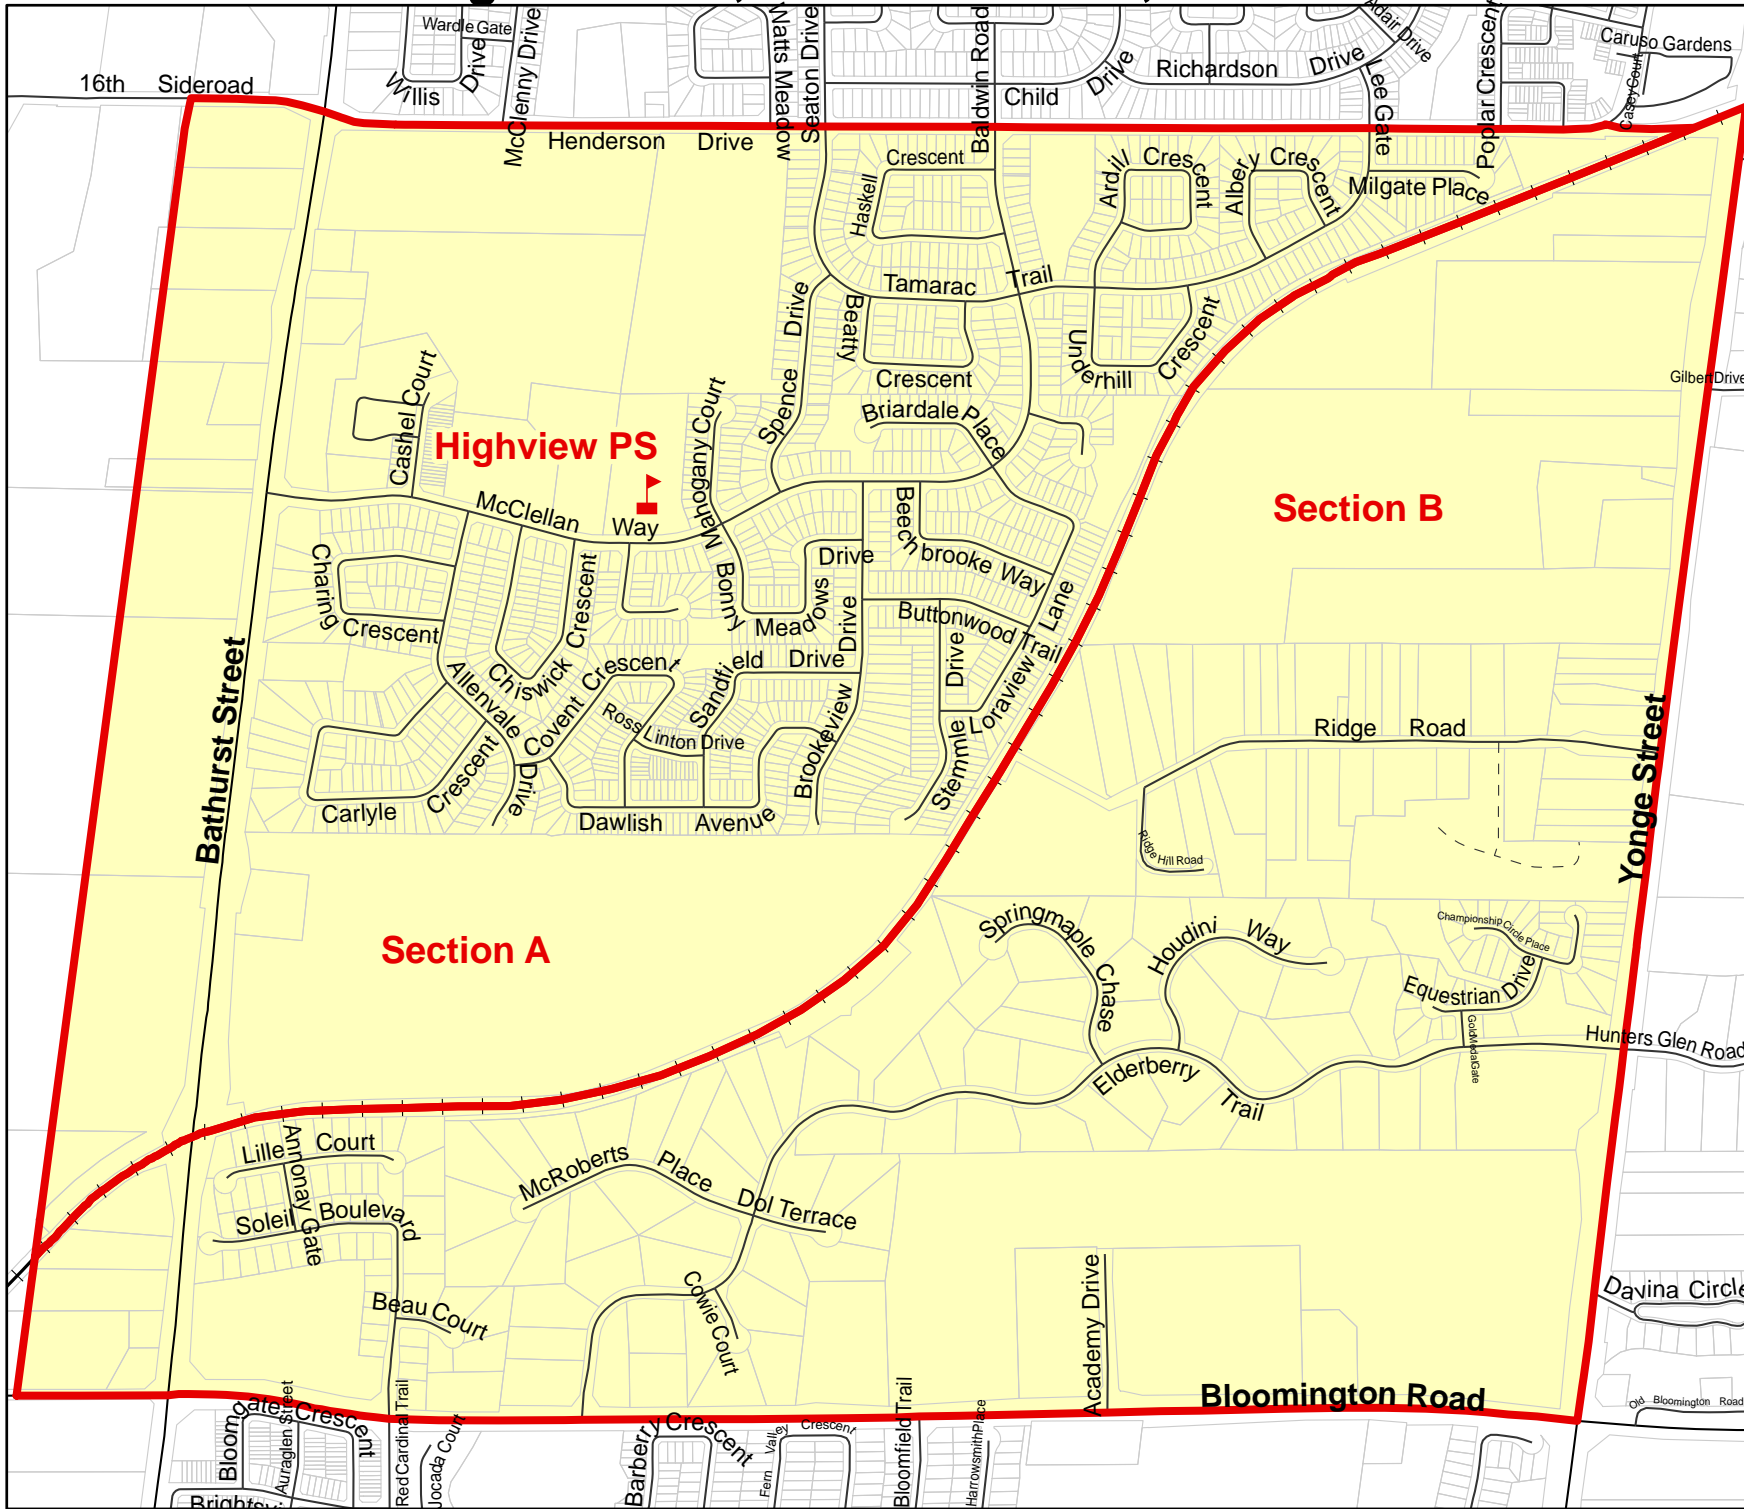 Wardle Gate
Willis
Drive
McClenny Drive
Watts Meadow
Seaton Drive
Baldwin Road
Child
Drive
Richardson
Drive
Adair Drive
Lee Gate
Poplar Crescent
Caruso Gardens
Casey Court
16th Sideroad
Henderson Drive
Crescent
Haskell
Ardill Crescent
Albery Crescent
Milgate Place
Tamarac Trail
Spence Drive
Beatty
Crescent
Underhill
Crescent
Gilbert Drive
Briardale Place
Cashel Court
Highview PS
Mahogany Court
McClellan Way
Section B
Charing
Crescent
Chiswick
Crescent
Bonny
Meadows
Drive
Beechbrooke Way
Buttonwood Trail
Loraview Lane
Stemmle
Drive
Sandfield Drive
Brookeview
Drive
Allenvale
Drive
Covent Crescent
Ross Linton Drive
Carlyle
Crescent
Dawlish Avenue
Bathurst Street
Ridge Road
Yonge Street
Ridge Hill Road
Section A
Springmaple Chase
Houdini Way
Championship Circle Place
Equestrian Drive
Gold Medal Gate
Hunters Glen Road
Elderberry
Trail
Lille Court
Annonay Gate
Soleil Boulevard
McRoberts Place
Dol Terrace
Beau Court
Cowie Court
Academy Drive
Davina Circle
Bloomington Road
Old Bloomington Road
Bloomgate Crescent
Auraglen Street
Red Cardinal Trail
Jocada Court
Barberry Crescent
Fern Valley Crescent
Bloomfield Trail
Harrowsmith Place